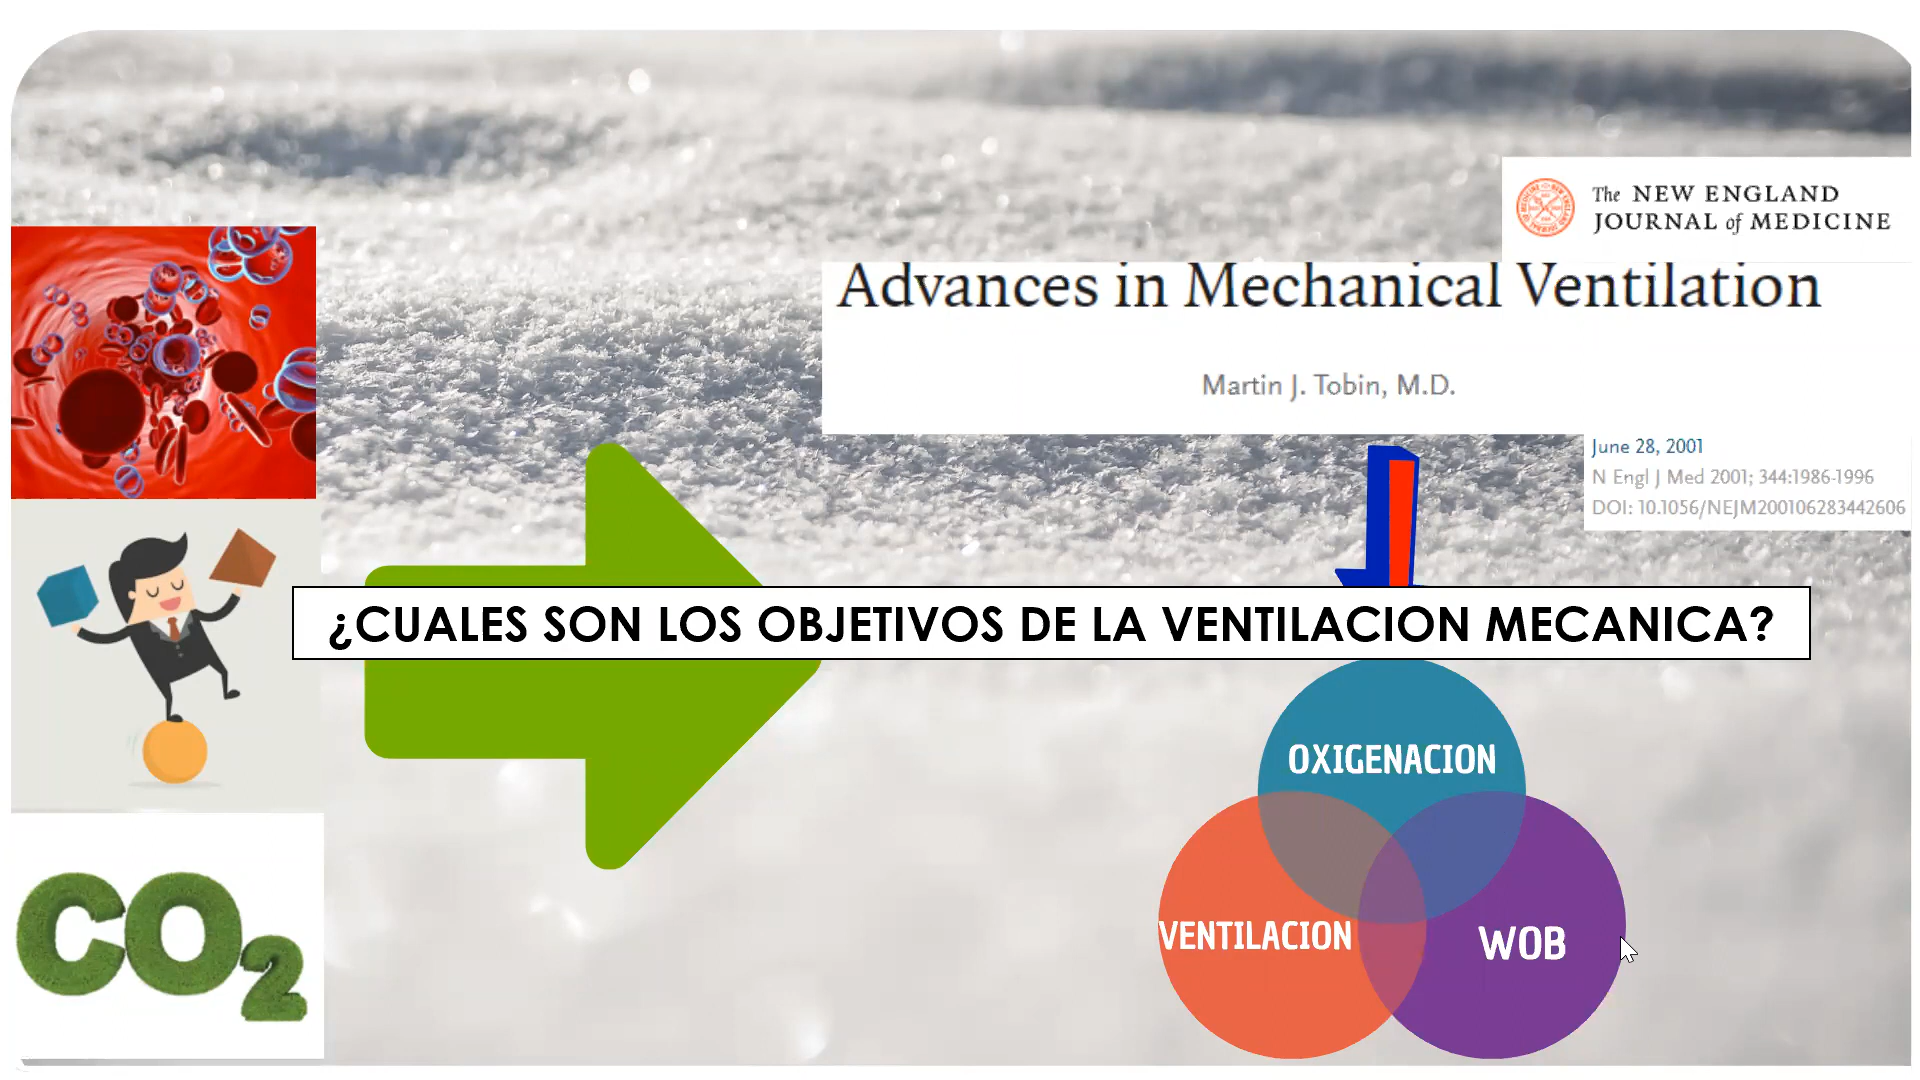 The NEW ENGLAND
JOURNAL of MEDICINE
Advances in Mechanical Ventilation
Martin J. Tobin, M.D.
June 28, 2001
N Engl J Med 2001; 344:1986-1996
DOI: 10.1056/NEJM200106283442606
¿CUALES SON LOS OBJETIVOS DE LA VENTILACION MECANICA?
OXIGENACION
VENTILACION
WOB
CO2